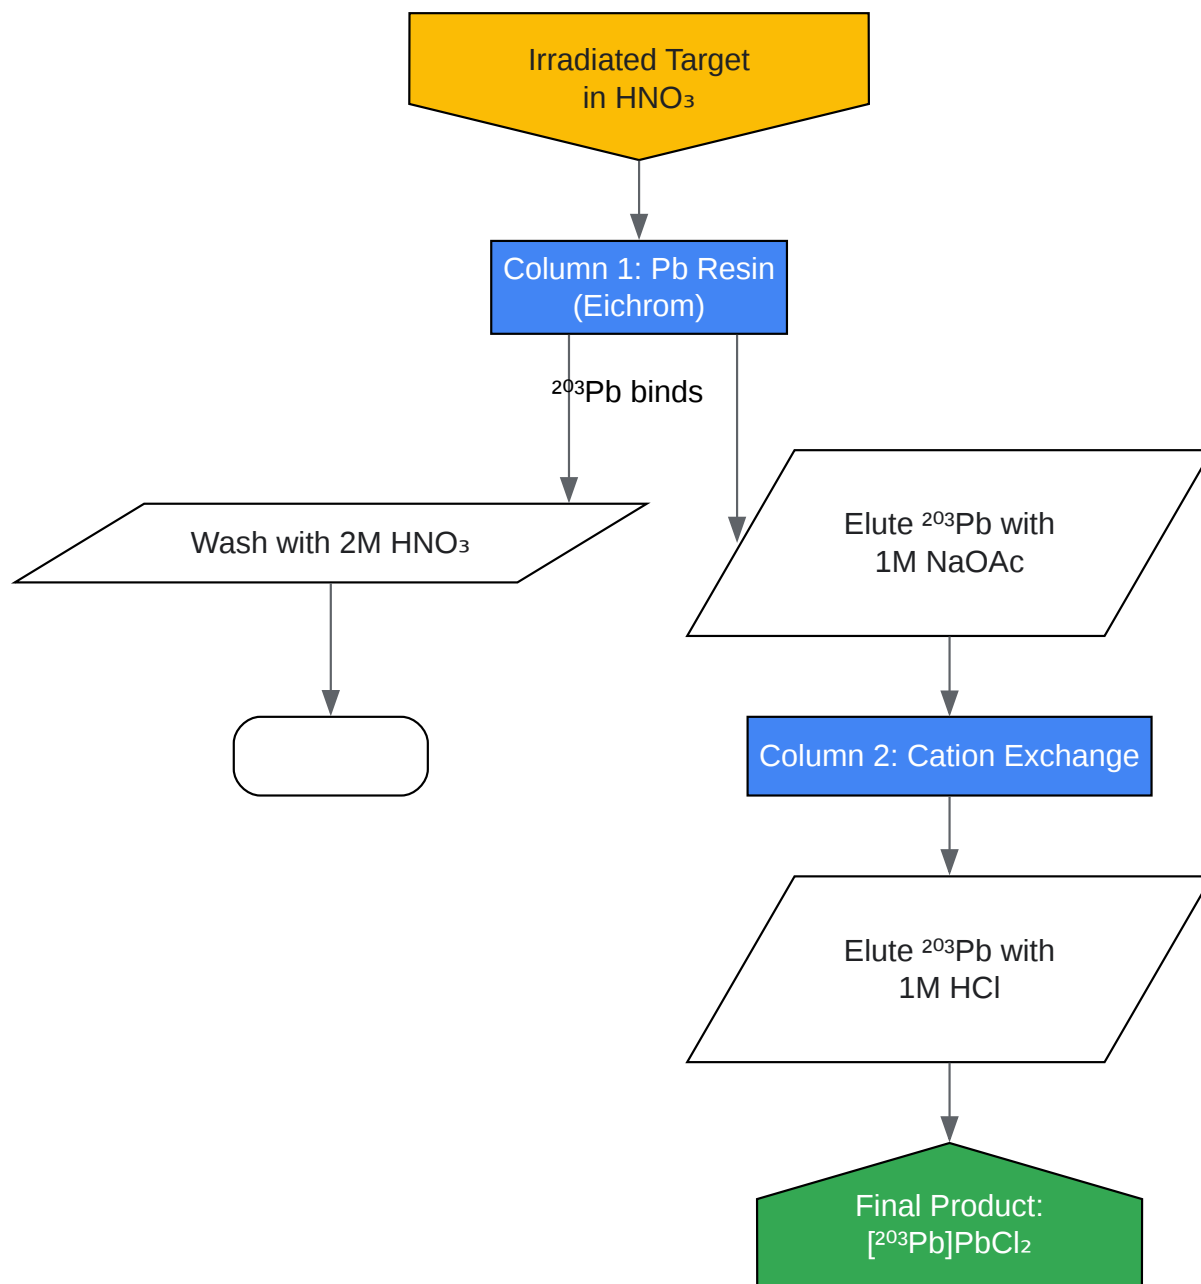 Irradiated Target
in HNO₃
Column 1: Pb Resin
(Eichrom)
²⁰³Pb binds
Wash with 2M HNO₃
Elute ²⁰³Pb with
1M NaOAc
Column 2: Cation Exchange
Elute ²⁰³Pb with
1M HCl
Final Product:
[²⁰³Pb]PbCl₂